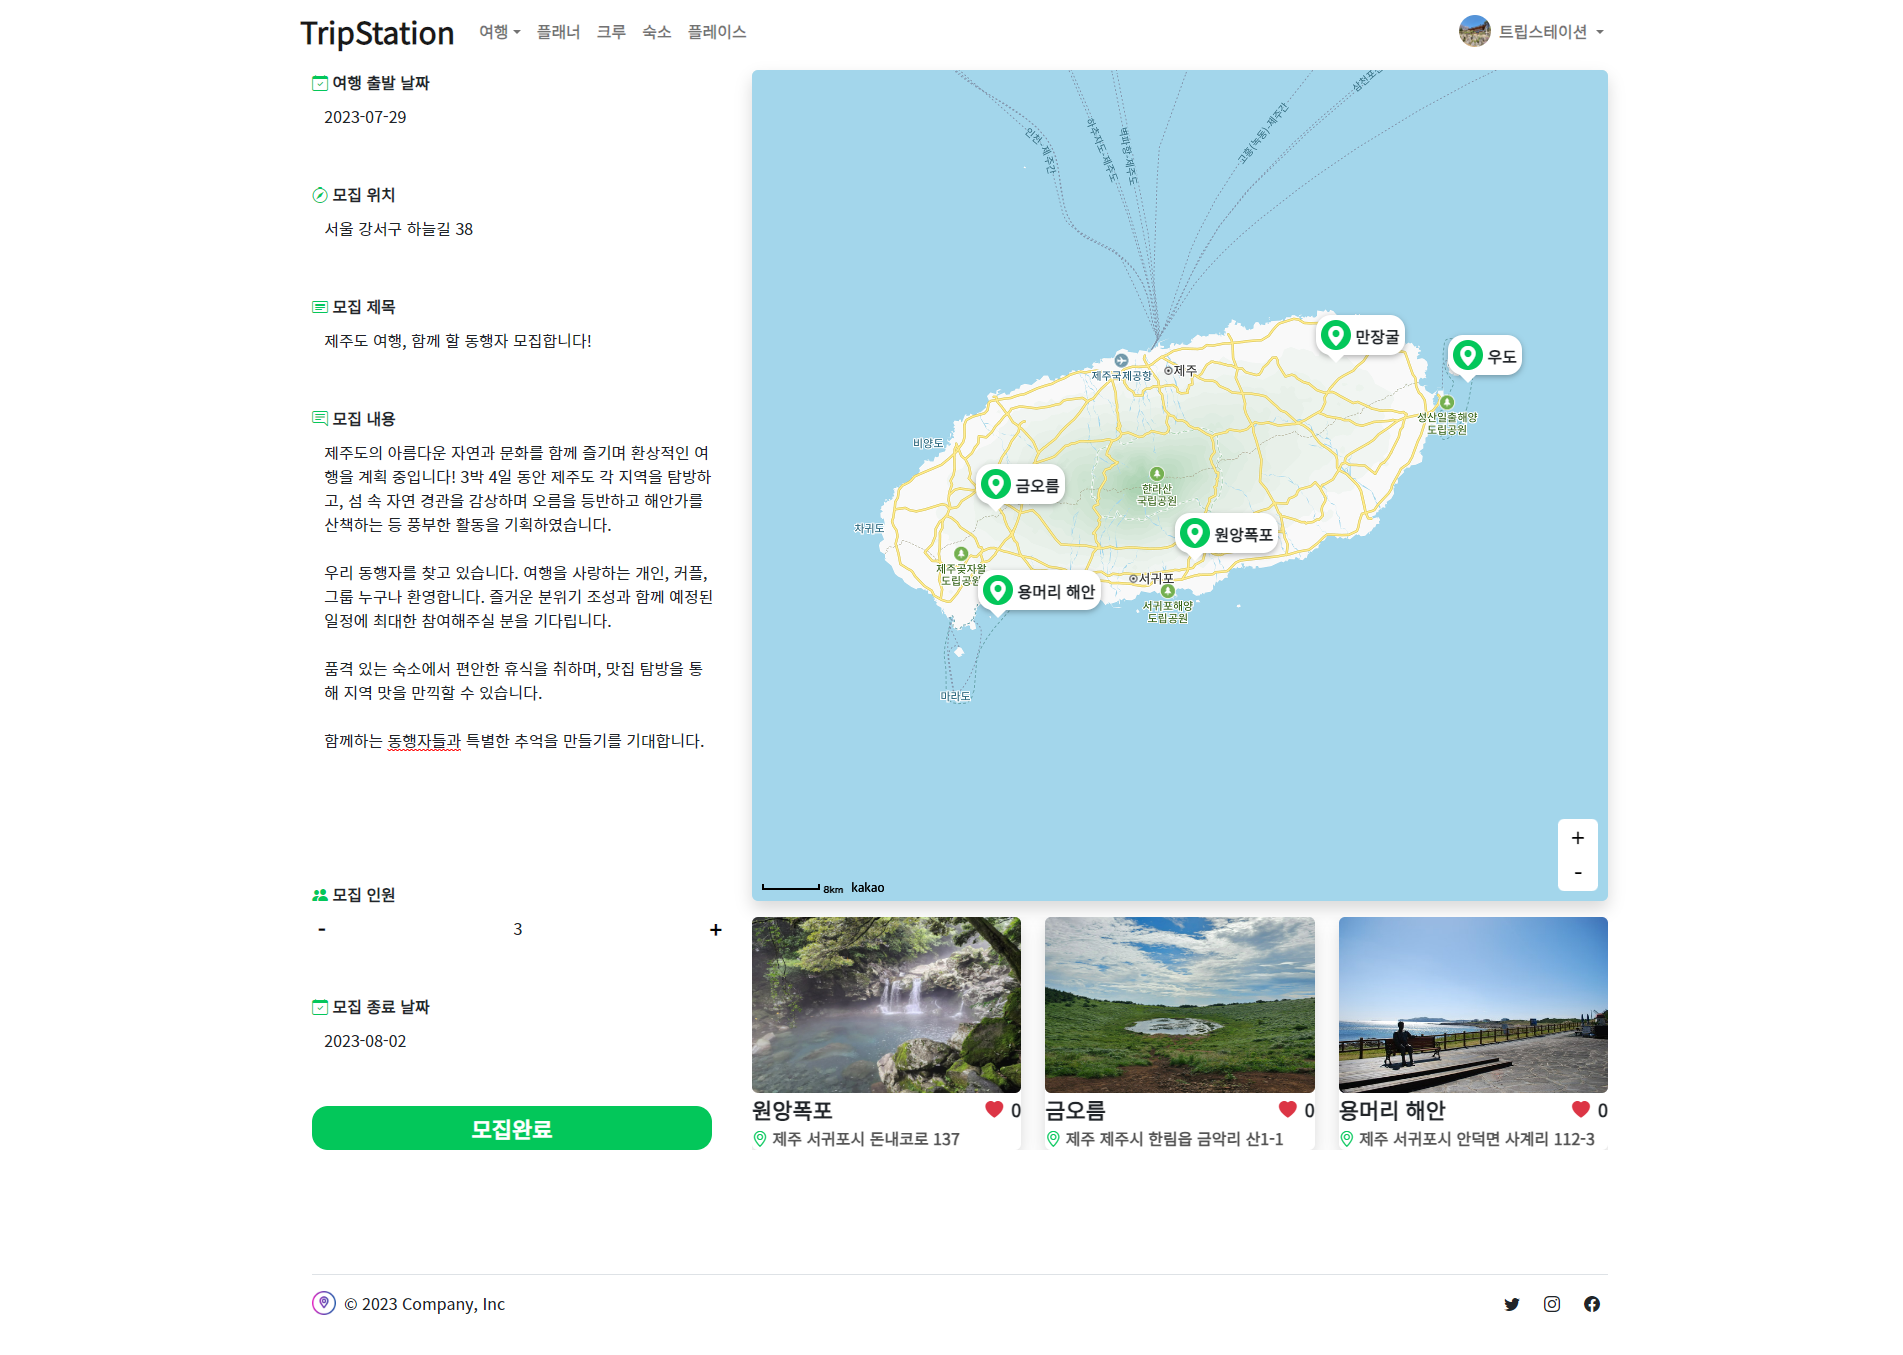 TripStation 여행 플래너 크루 숙소 플레이스 트립스테이션
여행 출발 날짜
2023-07-29
모집 위치
서울 강서구 하늘길 38
모집 제목
제주도 여행, 함께 할 동행자 모집합니다!
모집 내용
제주도의 아름다운 자연과 문화를 함께 즐기며 환상적인 여
행을 계획 중입니다! 3박 4일 동안 제주도 각 지역을 탐방하
고, 섬 속 자연 경관을 감상하며 오름을 등반하고 해안가를
산책하는 등 풍부한 활동을 기획하였습니다.
우리 동행자를 찾고 있습니다. 여행을 사랑하는 개인, 커플,
그룹 누구나 환영합니다. 즐거운 분위기 조성과 함께 예정된
일정에 최대한 참여해주실 분을 기다립니다.
품격 있는 숙소에서 편안한 휴식을 취하며, 맛집 탐방을 통
해 지역 맛을 만끽할 수 있습니다.
함께하는 동행자들과 특별한 추억을 만들기를 기대합니다.
모집 인원
- 3 +
모집 종료 날짜
2023-08-02
모집완료
인천-제주간
하추자도-제주도
벽파항-제주도
고흥(녹동)-제주간
만장굴
우도
제주국제공항
제주
성산일출해양
도립공원
비양도
금오름
한라산
국립공원
차귀도
원앙폭포
제주곶자왈
도립공원
용머리 해안
서귀포
서귀포해양
도립공원
마라도
+
-
8km kakao
원앙폭포 0
제주 서귀포시 돈내코로 137
금오름 0
제주 제주시 한림읍 금악리 산1-1
용머리 해안 0
제주 서귀포시 안덕면 사계리 112-3
© 2023 Company, Inc